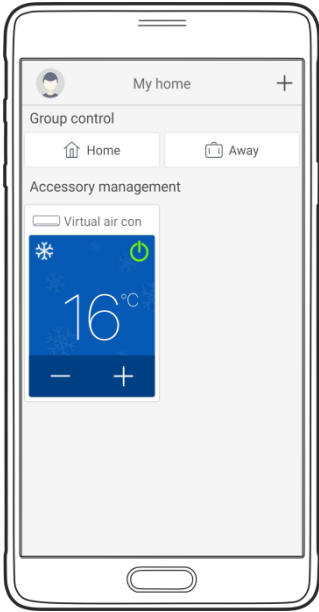 My home
Group control
Home
Away
Accessory management
Virtual air con
16°C